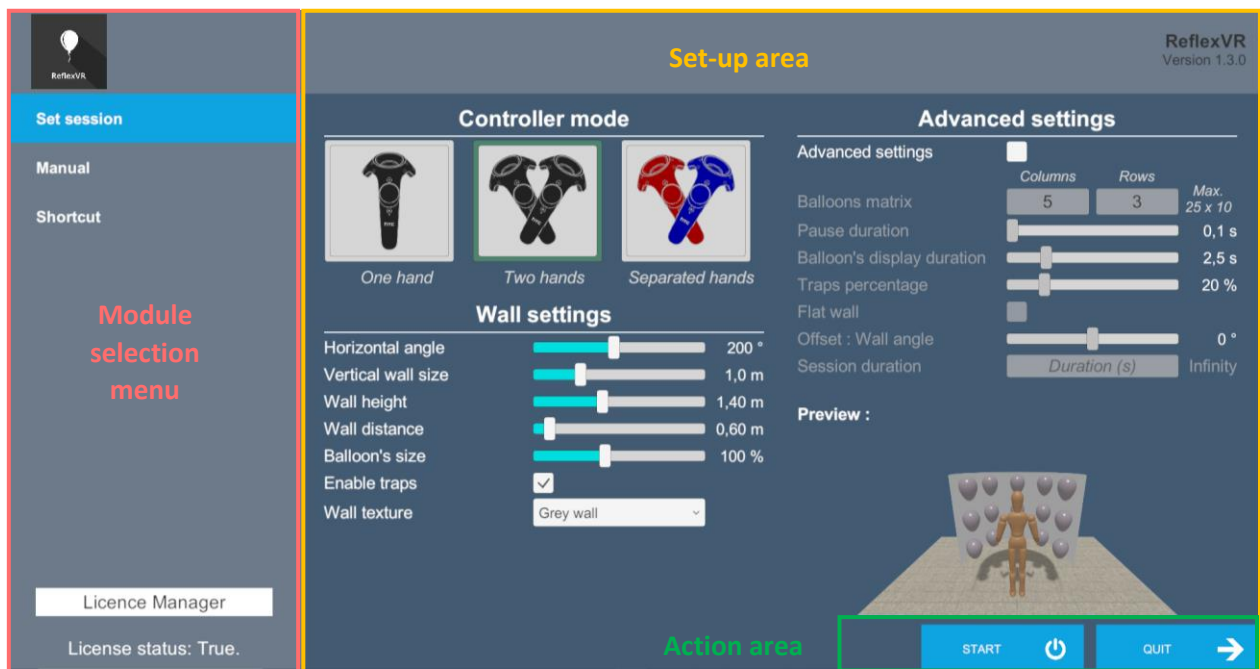 ReflexVR
Set session
Manual
Shortcut
Module
selection
menu
Licence Manager
License status: True.
Set-up area
ReflexVR
Version 1.3.0
Controller mode
One hand
Two hands
Separated hands
Wall settings
Horizontal angle 200 °
Vertical wall size 1,0 m
Wall height 1,40 m
Wall distance 0,60 m
Balloon's size 100 %
Enable traps
Wall texture Grey wall
Advanced settings
Advanced settings
Columns Rows
Balloons matrix 5 3 Max.
25 x 10
Pause duration 0,1 s
Balloon's display duration 2,5 s
Traps percentage 20 %
Flat wall
Offset : Wall angle 0 °
Session duration Duration (s) Infinity
Preview :
Action area
START
QUIT